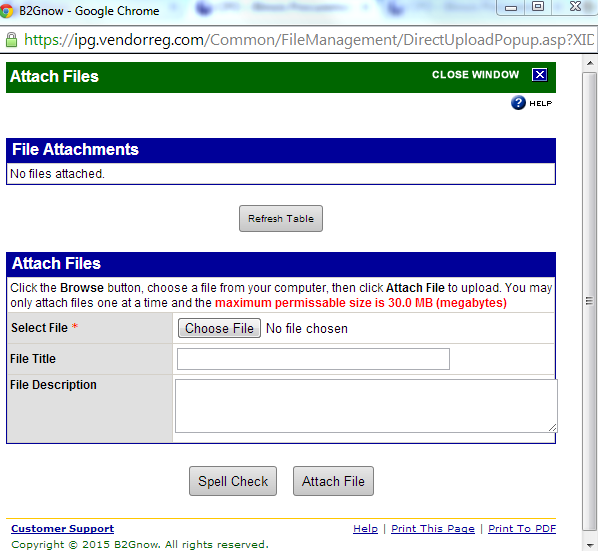 B2Gnow - Google Chrome
https://ipg.vendorreg.com/Common/FileManagement/DirectUploadPopup.asp?XID
Attach Files
CLOSE WINDOW
HELP
File Attachments
No files attached.
Refresh Table
Attach Files
Click the Browse button, choose a file from your computer, then click Attach File to upload. You may
only attach files one at a time and the maximum permissable size is 30.0 MB (megabytes)
Select File * Choose File No file chosen
File Title
File Description
Spell Check Attach File
Customer Support Help | Print This Page | Print To PDF
Copyright © 2015 B2Gnow. All rights reserved.